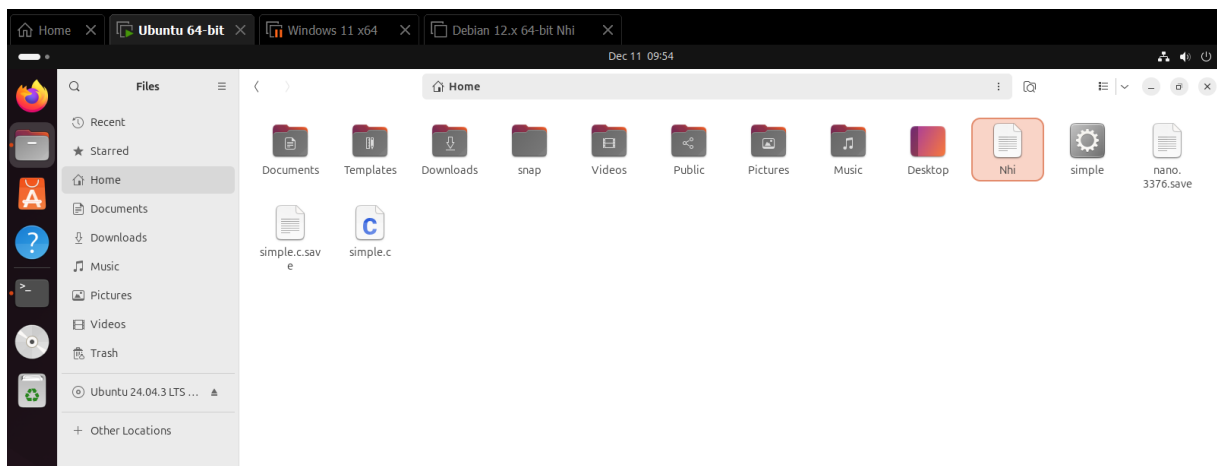 Home
Ubuntu 64-bit
Windows 11 x64
Debian 12.x 64-bit Nhi
Dec 11 09:54
Files
Home
Recent
Starred
Home
Documents
Downloads
Music
Pictures
Videos
Trash
Ubuntu 24.04.3 LTS ...
+ Other Locations
Documents
Templates
Downloads
snap
Videos
Public
Pictures
Music
Desktop
Nhi
simple
nano.
3376.save
simple.c.sav
e
simple.c